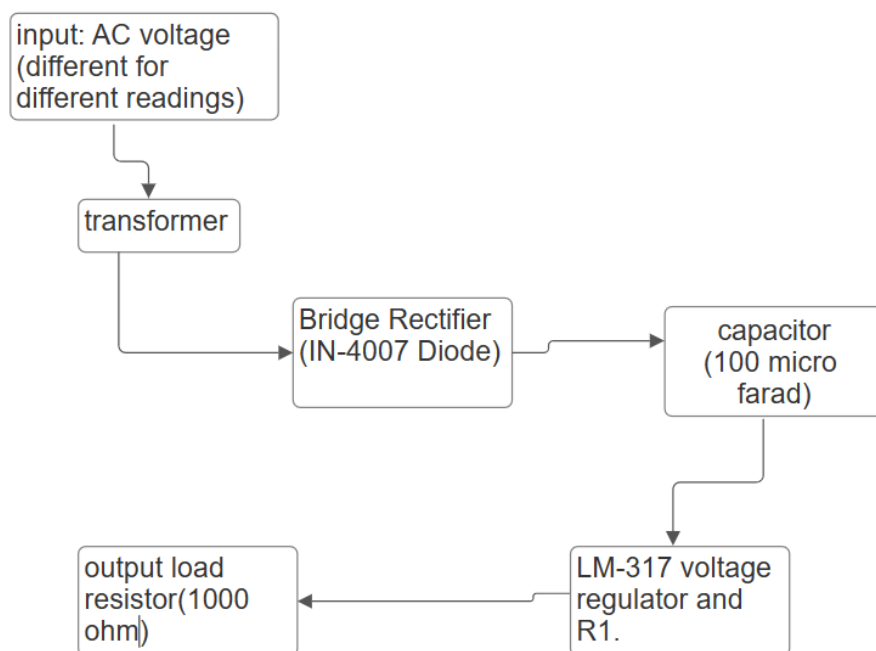 input: AC voltage
(different for
different readings)
transformer
Bridge Rectifier
(IN-4007 Diode)
capacitor
(100 micro
farad)
LM-317 voltage
regulator and
R1.
output load
resistor(1000
ohm)